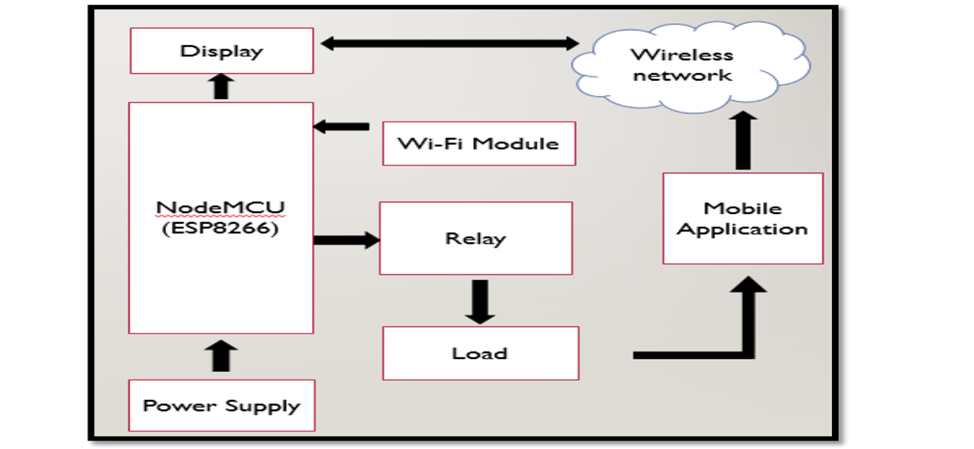 Display
Wireless
network
Wi-Fi Module
NodeMCU
(ESP8266)
Relay
Mobile
Application
Load
Power Supply